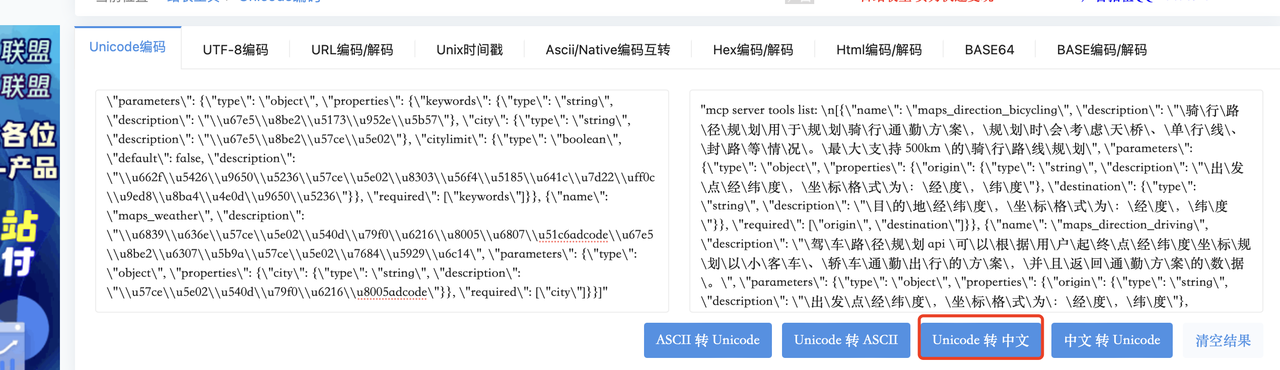 联盟
联盟
各位
产品
站
付
Unicode编码
UTF-8编码
URL编码/解码
Unix时间戳
Ascii/Native编码互转
Hex编码/解码
Html编码/解码
BASE64
BASE编码/解码
\"parameters\": {\"type\": \"object\", \"properties\": {\"keywords\": {\"type\": \"string\",
\"description\": \"\\u67e5\\u8be2\\u5173\\u952e\\u5b57\"}, \"city\": {\"type\": \"string\",
\"description\": \"\\u67e5\\u8be2\\u57ce\\u5e02\"}, \"citylimit\": {\"type\": \"boolean\",
\"default\": false, \"description\":
\"\\u662f\\u5426\\u9650\\u5236\\u57ce\\u5e02\\u8303\\u56f4\\u5185\\u641c\\u7d22\\uff0c
\\u9ed8\\u8ba4\\u4e0d\\u9650\\u5236\"}}, \"required\": [\"keywords\"]}}, {\"name\":
\"maps_weather\", \"description\":
\"\\u6839\\u636e\\u57ce\\u5e02\\u540d\\u79f0\\u6216\\u8005\\u6807\\u51c6adcode\\u67e5
\\u8be2\\u6307\\u5b9a\\u57ce\\u5e02\\u7684\\u5929\\u6c14\", \"parameters\": {\"type\":
\"object\", \"properties\": {\"city\": {\"type\": \"string\", \"description\":
\"\\u57ce\\u5e02\\u540d\\u79f0\\u6216\\u8005adcode\"}}, \"required\": [\"city\"]}}]"
"mcp server tools list: \n[{\"name\": \"maps_direction_bicycling\", \"description\": \"\骑\行\路
\径\规\划\用\于\规\划\骑\行\通\勤\方\案\，\规\划\时\会\考\虑\天\桥\、\单\行\线\、
\封\路\等\情\况\。\最\大\支\持 500km \的\骑\行\路\线\规\划\", \"parameters\":
{\"type\": \"object\", \"properties\": {\"origin\": {\"type\": \"string\", \"description\": \"\出\发
\点\经\纬\度\，\坐\标\格\式\为\：\经\度\，\纬\度\"}, \"destination\": {\"type\":
\"string\", \"description\": \"\目\的\地\经\纬\度\，\坐\标\格\式\为\：\经\度\，\纬\度
\"}}, \"required\": [\"origin\", \"destination\"]}}, {\"name\": \"maps_direction_driving\",
\"description\": \"\驾\车\路\径\规\划 api \可\以\根\据\用\户\起\终\点\经\纬\度\坐\标\规
\划\以\小\客\车\、\轿\车\通\勤\出\行\的\方\案\，\并\且\返\回\通\勤\方\案\的\数\据
\。\", \"parameters\": {\"type\": \"object\", \"properties\": {\"origin\": {\"type\": \"string\",
\"description\": \"\出\发\点\经\纬\度\，\坐\标\格\式\为\：\经\度\，\纬\度\"},
ASCII 转 Unicode
Unicode 转 ASCII
Unicode 转 中文
中文 转 Unicode
清空结果